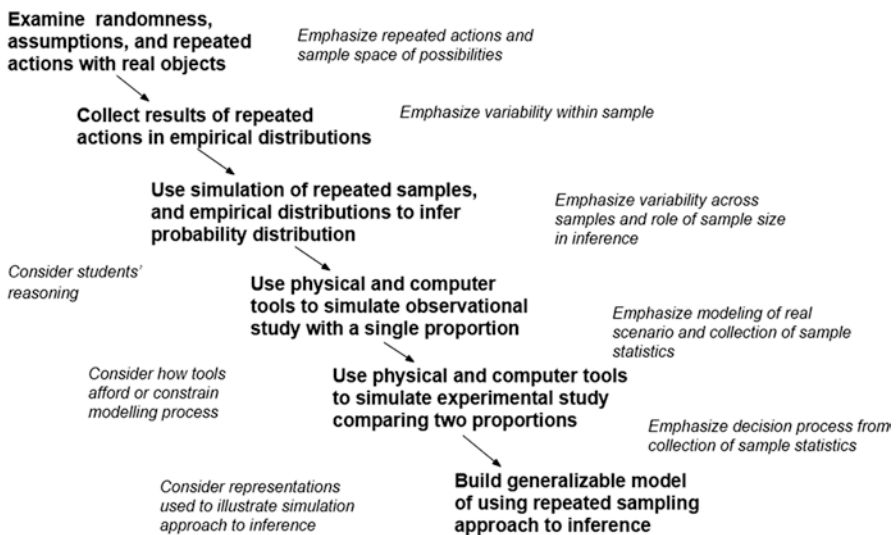 Examine randomness,
assumptions, and repeated
actions with real objects
Emphasize repeated actions and
sample space of possibilities
Collect results of repeated
actions in empirical distributions
Emphasize variability within sample
Use simulation of repeated samples,
and empirical distributions to infer
probability distribution
Emphasize variability across
samples and role of sample size
in inference
Consider students'
reasoning
Use physical and computer
tools to simulate observational
study with a single proportion
Emphasize modeling of real
scenario and collection of sample
statistics
Consider how tools
afford or constrain
modelling process
Use physical and computer tools
to simulate experimental study
comparing two proportions
Emphasize decision process from
collection of sample statistics
Consider representations
used to illustrate simulation
approach to inference
Build generalizable model
of using repeated sampling
approach to inference